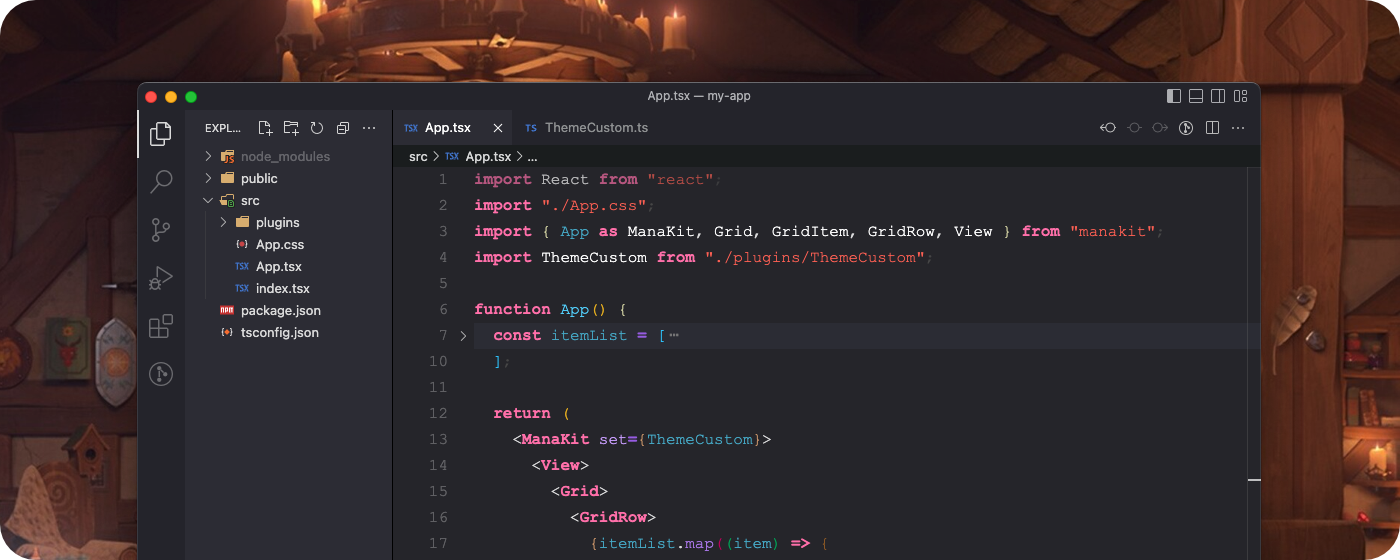 App.tsx — my-app
EXPL...
TSX App.tsx
TS ThemeCustom.ts
src > TSX App.tsx > ...
JS node_modules
public
src
plugins
App.css
TSX App.tsx
TSX index.tsx
npm package.json
tsconfig.json
1 import React from "react";
2 import "./App.css";
3 import { App as ManaKit, Grid, GridItem, GridRow, View } from "manakit";
4 import ThemeCustom from "./plugins/ThemeCustom";
5
6 function App() {
7 const itemList = [⋯
10 ];
11
12 return (
13 <ManaKit set={ThemeCustom}>
14 <View>
15 <Grid>
16 <GridRow>
17 {itemList.map((item) => {